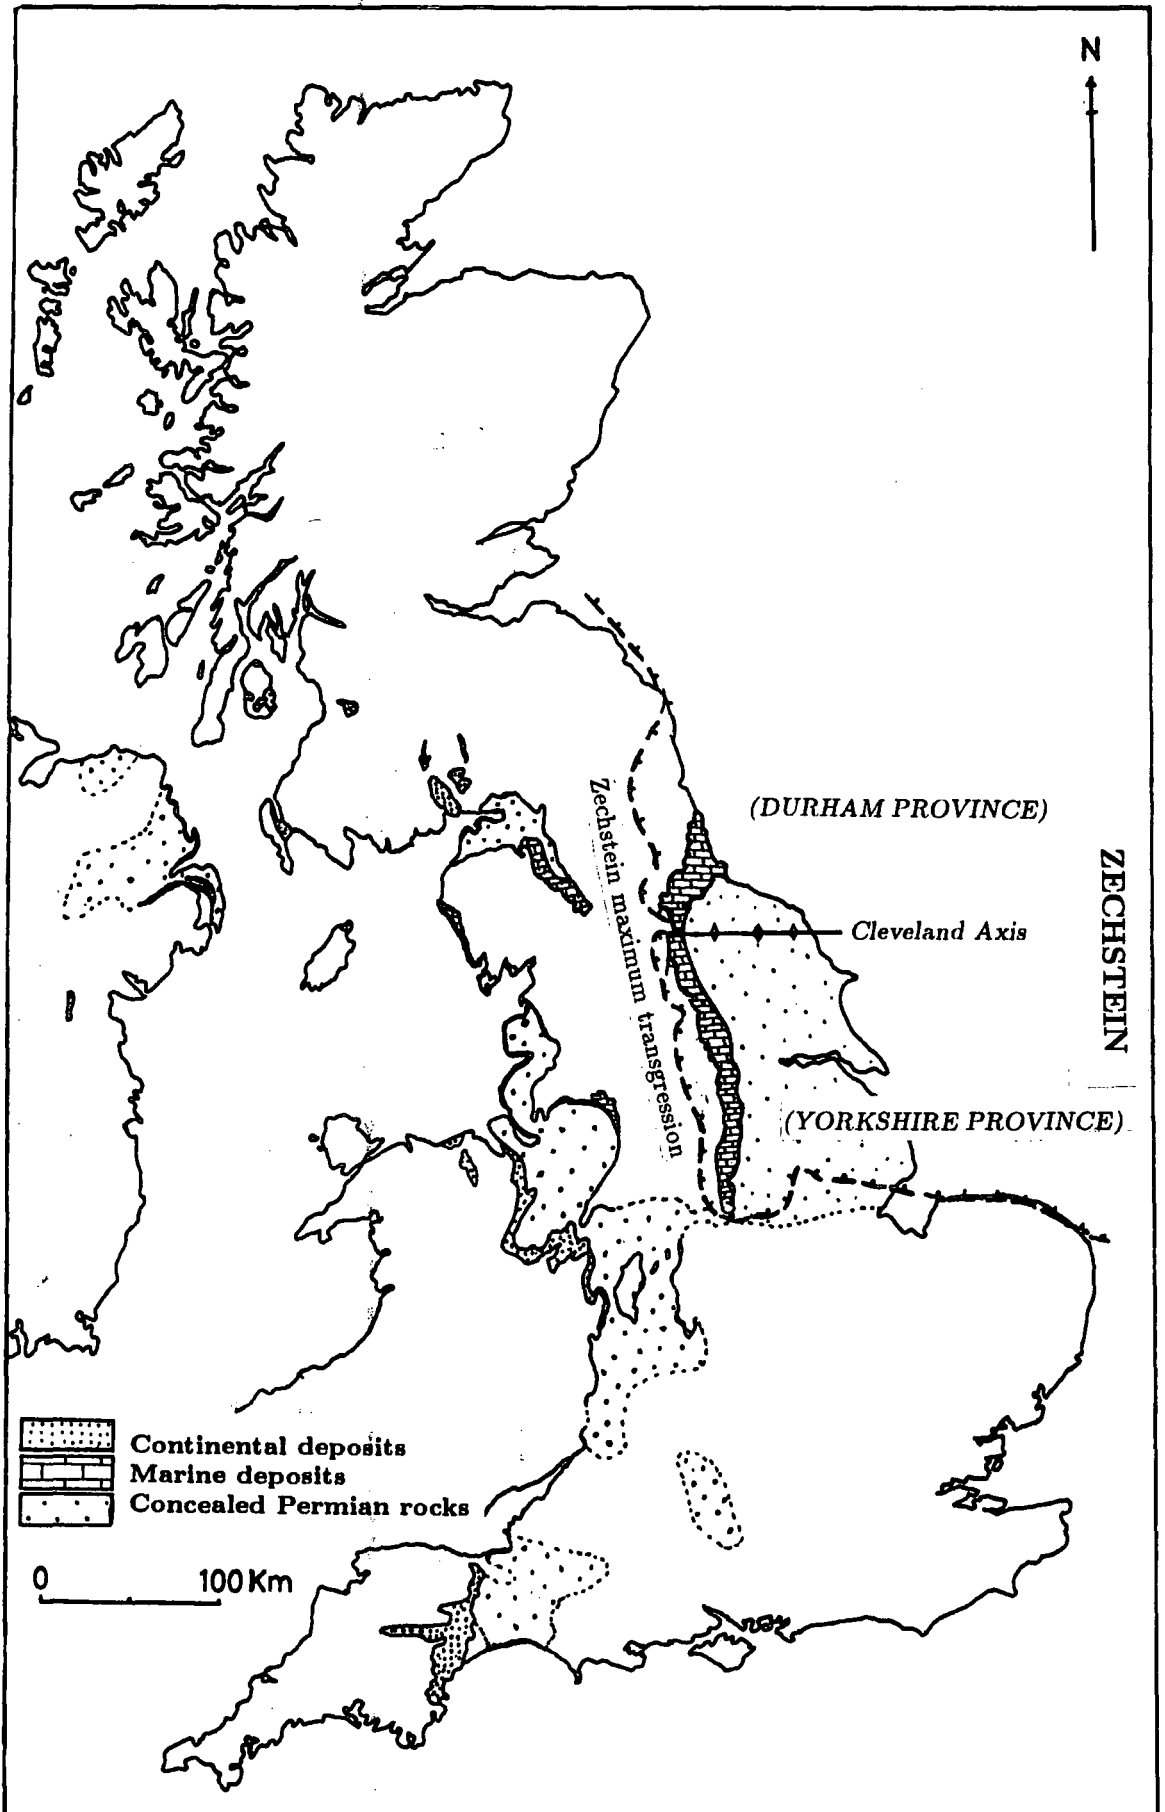 N
(DURHAM PROVINCE)
Zechstein maximum transgression
Cleveland Axis
ZECHSTEIN
(YORKSHIRE PROVINCE)
Continental deposits
Marine deposits
Concealed Permian rocks
0 100 Km